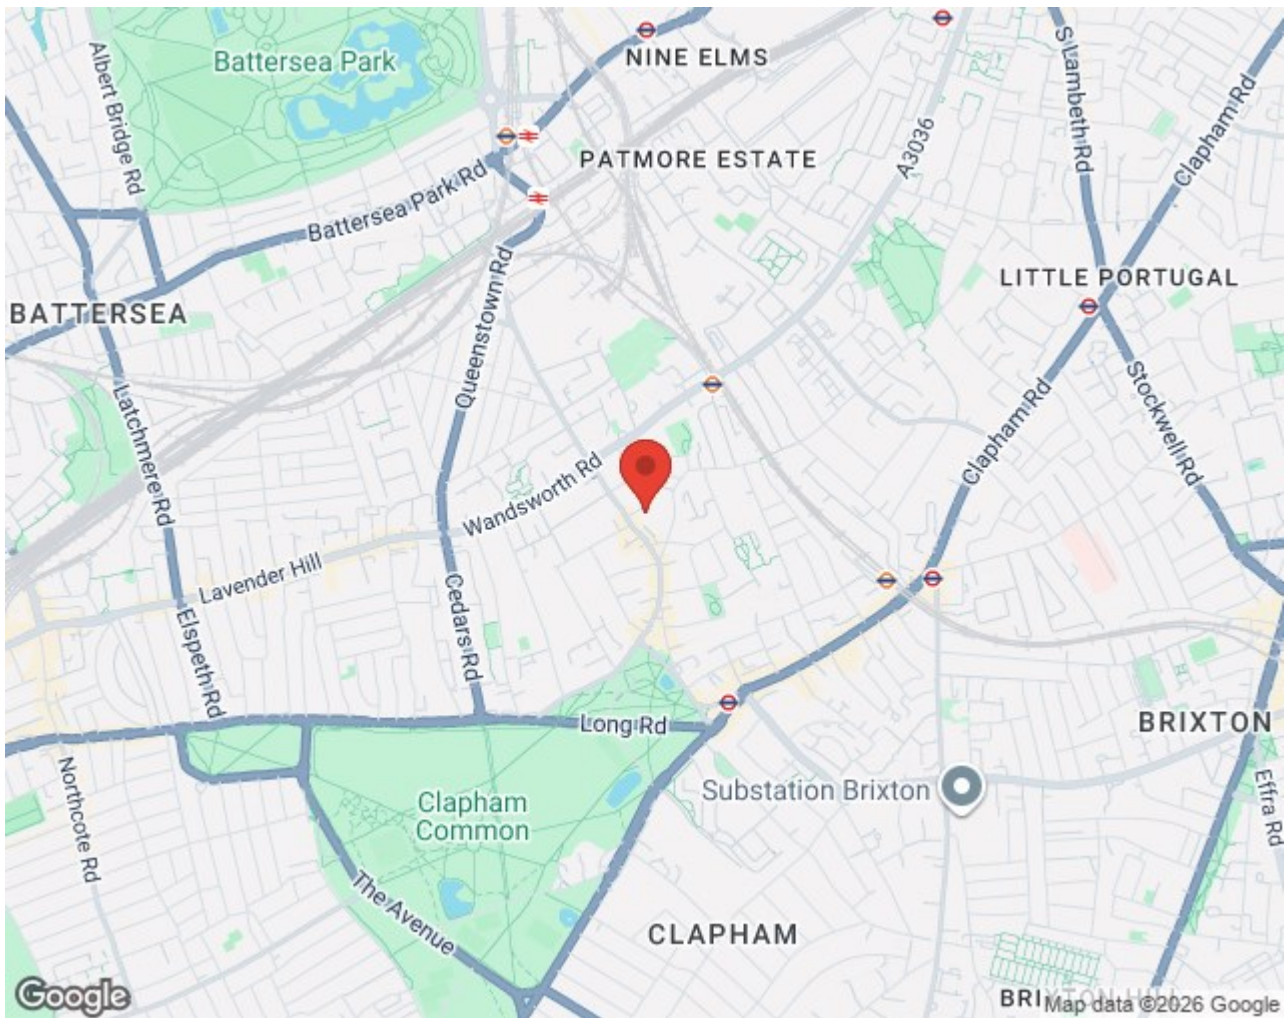 Albert Bridge Rd
Battersea Park
NINE ELMS
S Lambeth Rd
Clapham Rd
A3036
PATMORE ESTATE
Battersea Park Rd
LITTLE PORTUGAL
BATTERSEA
Queenstown Rd
Latchmere Rd
Stockwell Rd
Clapham Rd
Wandsworth Rd
Lavender Hill
Cedars Rd
Elspeth Rd
Long Rd
BRIXTON
Northcote Rd
Substation Brixton
Effra Rd
Clapham
Common
The Avenue
CLAPHAM
Google
BRI
Map data ©2026 Google